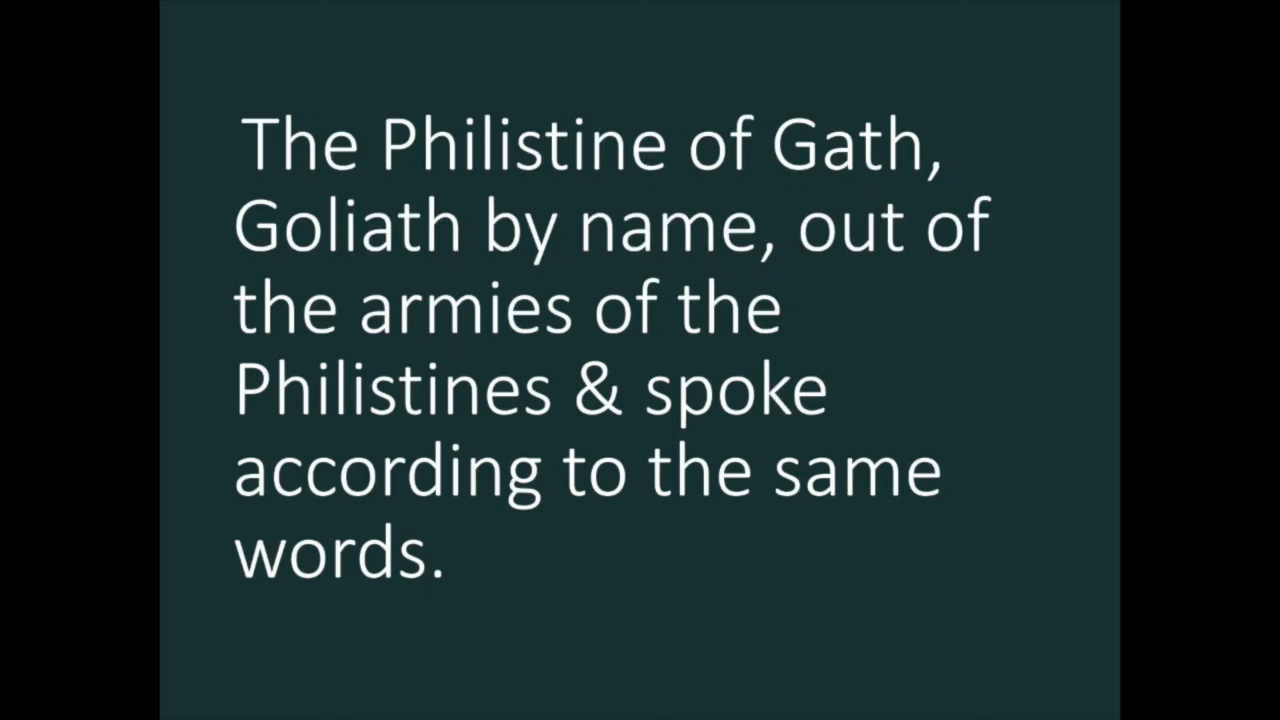 The Philistine of Gath,
Goliath by name, out of
the armies of the
Philistines & spoke
according to the same
words.